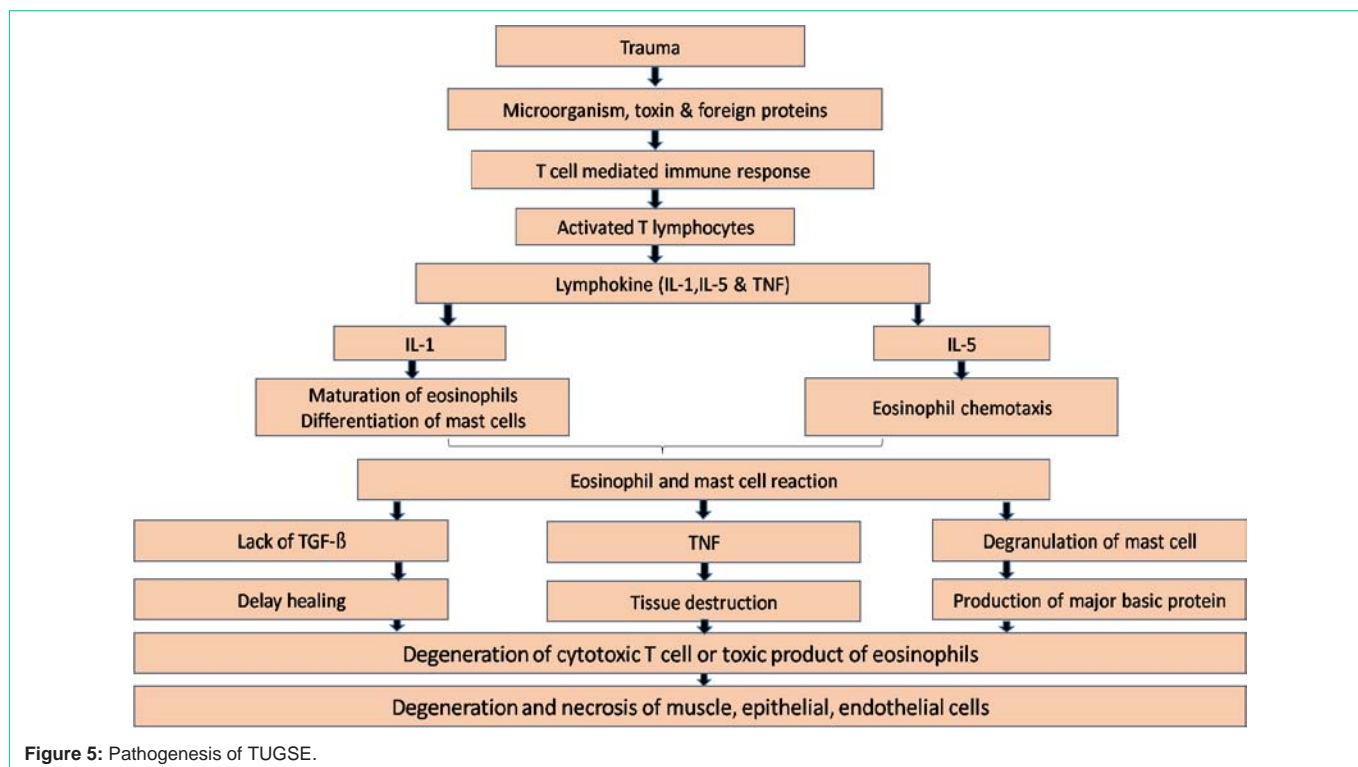 Trauma
Microorganism, toxin & foreign proteins
T cell mediated immune response
Activated T lymphocytes
Lymphokine (IL-1,IL-5 & TNF)
IL-1
IL-5
Maturation of eosinophils
Differentiation of mast cells
Eosinophil chemotaxis
Eosinophil and mast cell reaction
Lack of TGF-ß
TNF
Degranulation of mast cell
Delay healing
Tissue destruction
Production of major basic protein
Degeneration of cytotoxic T cell or toxic product of eosinophils
Degeneration and necrosis of muscle, epithelial, endothelial cells
Figure 5: Pathogenesis of TUGSE.